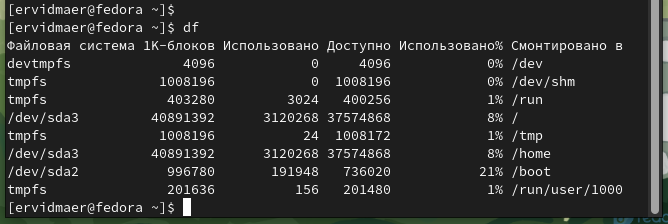 [ervidmaer@fedora ~]$
[ervidmaer@fedora ~]$ df
Файловая система 1K-блоков Использовано Доступно Использовано% Смонтировано в
devtmpfs 4096 0 4096 0% /dev
tmpfs 1008196 0 1008196 0% /dev/shm
tmpfs 403280 3024 400256 1% /run
/dev/sda3 40891392 3120268 37574868 8% /
tmpfs 1008196 24 1008172 1% /tmp
/dev/sda3 40891392 3120268 37574868 8% /home
/dev/sda2 996780 191948 736020 21% /boot
tmpfs 201636 156 201480 1% /run/user/1000
[ervidmaer@fedora ~]$